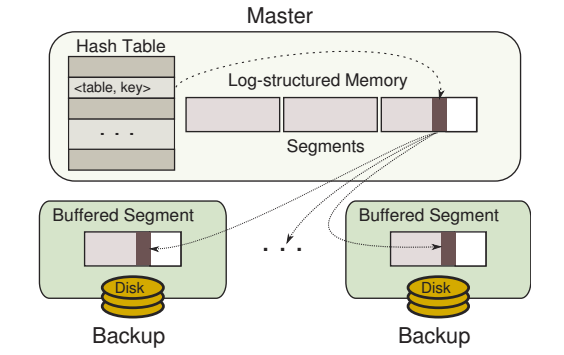 Master
Hash Table
<table, key>
. . .
Log-structured Memory
Segments
Buffered Segment
Disk
Backup
. . .
Buffered Segment
Disk
Backup